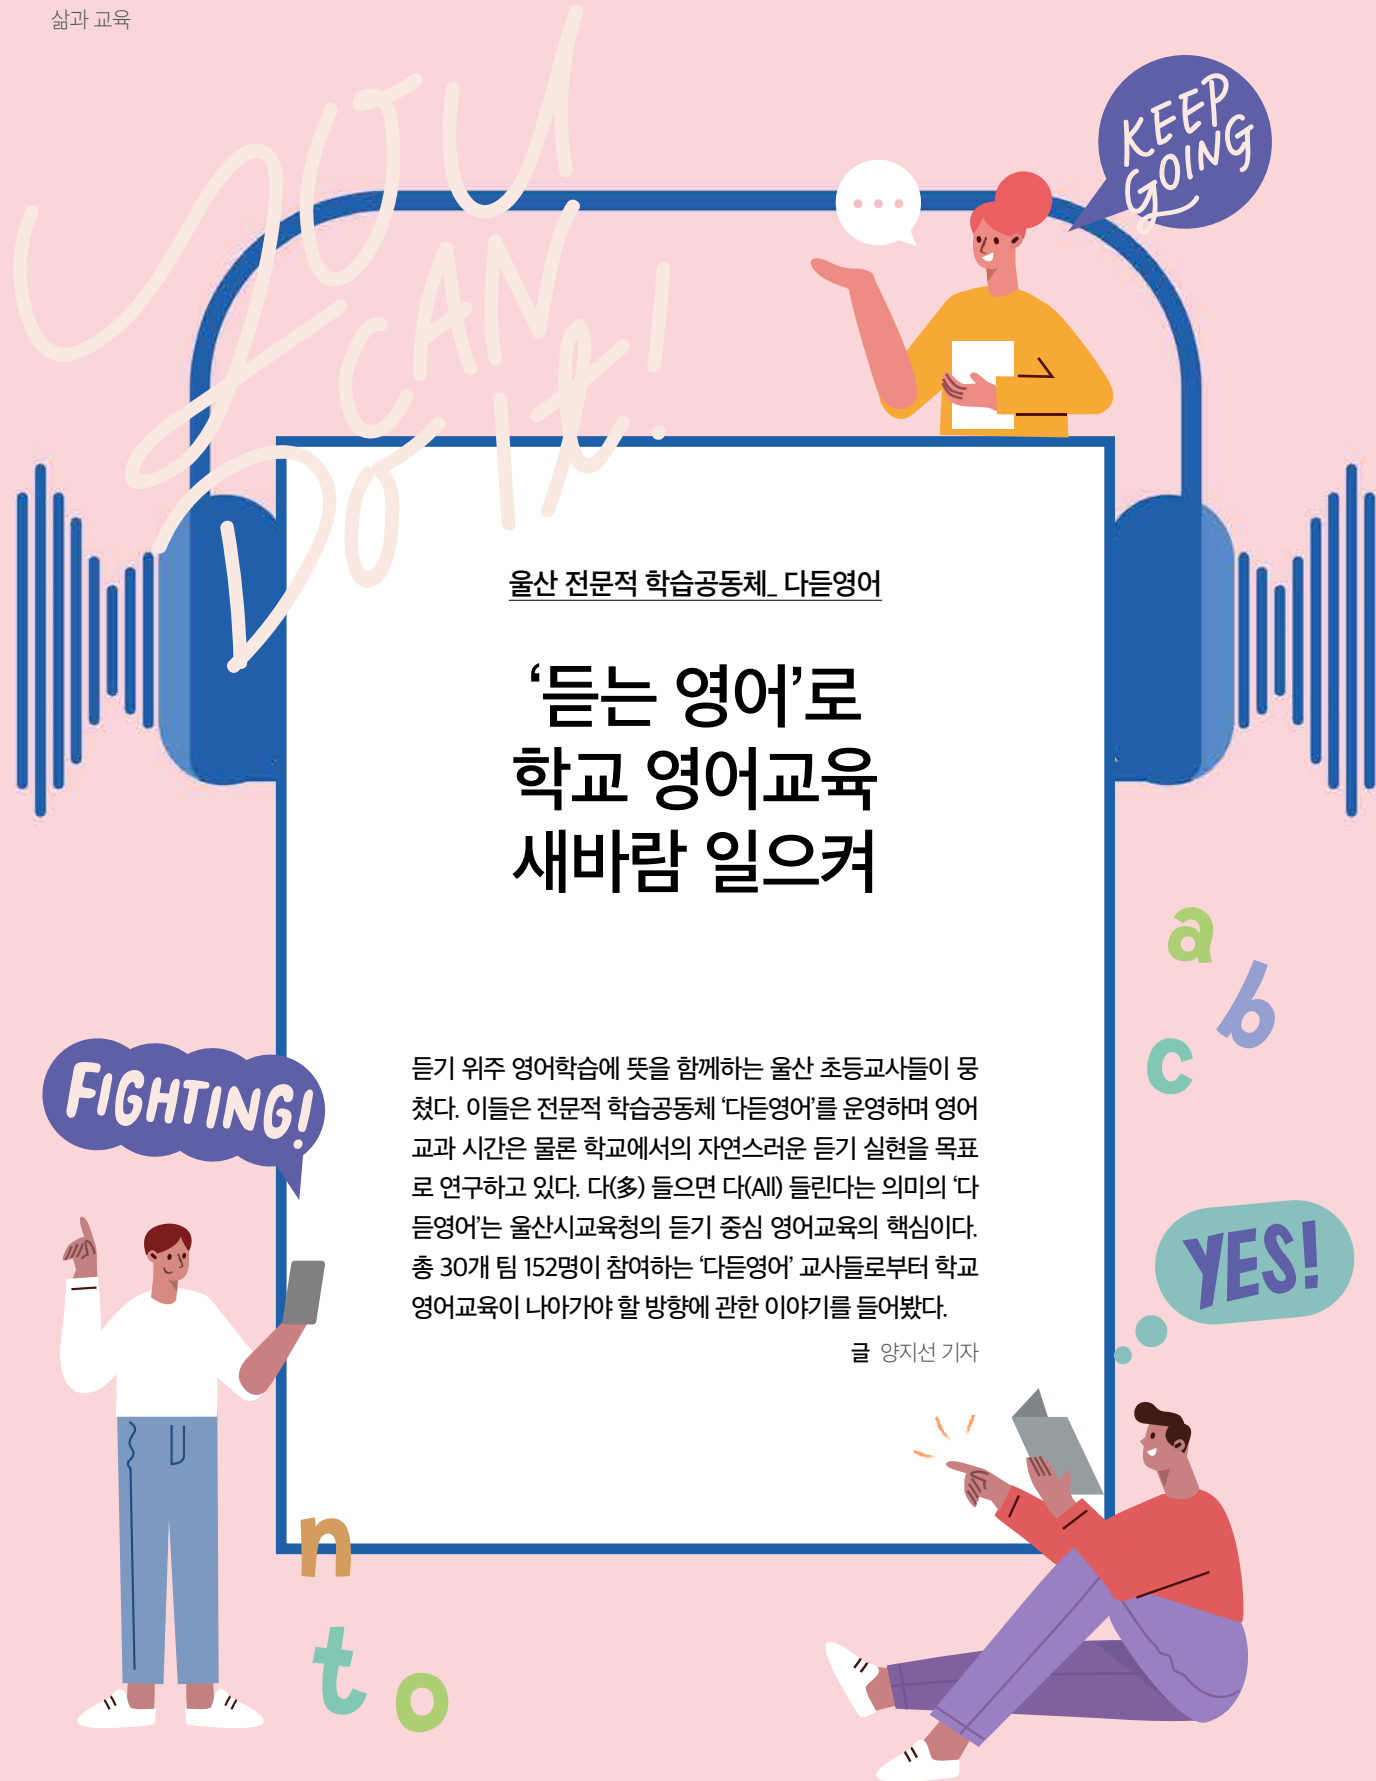 삶과 교육
YOU
CAN
DO It!
KEEP
GOING
울산 전문적 학습공동체_ 다듣영어
‘듣는 영어’로
학교 영어교육
새바람 일으켜
듣기 위주 영어학습에 뜻을 함께하는 울산 초등교사들이 뭉
쳤다. 이들은 전문적 학습공동체 ‘다듣영어’를 운영하며 영어
교과 시간은 물론 학교에서의 자연스러운 듣기 실현을 목표
로 연구하고 있다. 다(多) 들으면 다(All) 들린다는 의미의 ‘다
듣영어’는 울산시교육청의 듣기 중심 영어교육의 핵심이다.
총 30개 팀 152명이 참여하는 ‘다듣영어’ 교사들로부터 학교
영어교육이 나아가야 할 방향에 관한 이야기를 들어봤다.
글 양지선 기자
a
b
c
FIGHTING!
YES!
n
t
o